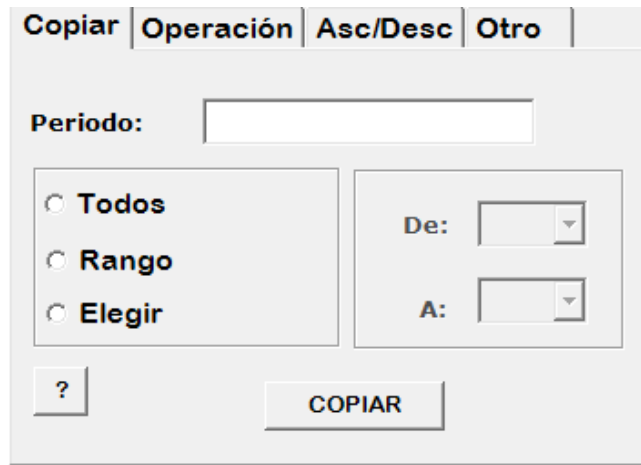 Copiar Operación Asc/Desc Otro
Periodo:
Todos
Rango
Elegir
De:
A:
?
COPIAR